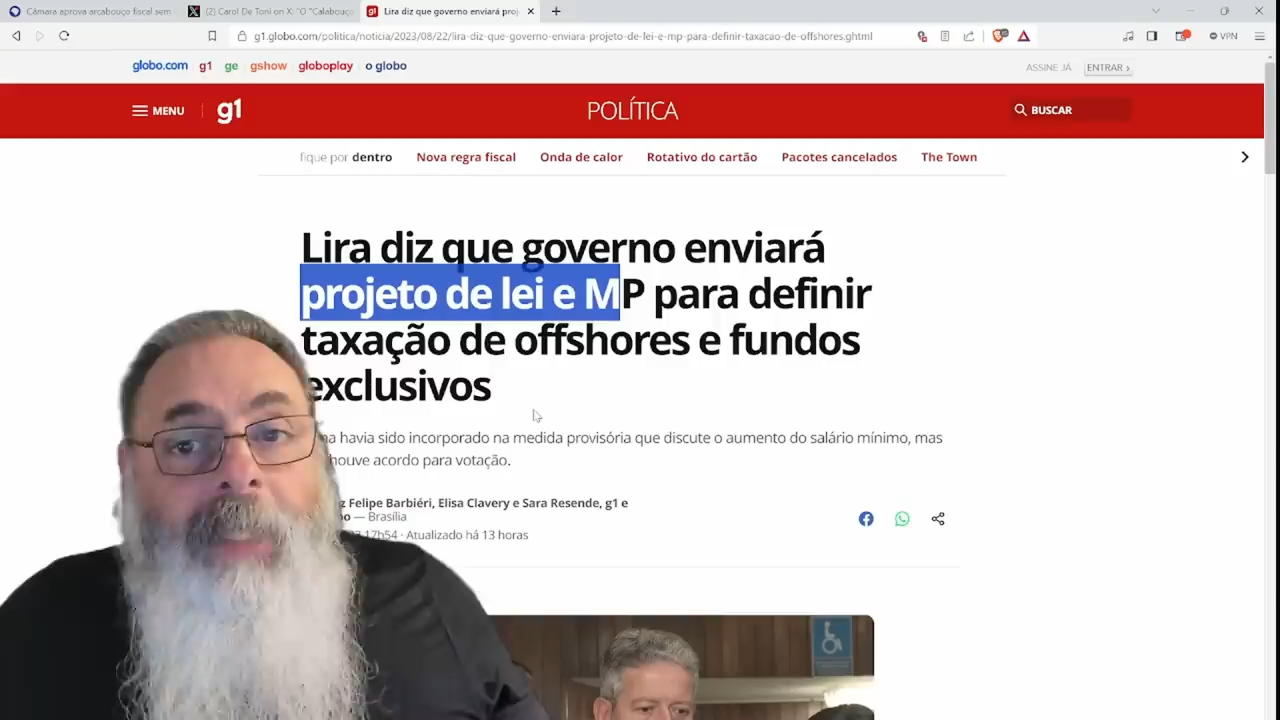 Câmara aprova arcabouço fiscal sem
(2) Carol De Toni on X: "O "Calabouço
g1 Lira diz que governo enviará proj
g1.globo.com/politica/noticia/2023/08/22/lira-diz-que-governo-enviara-projeto-de-lei-e-mp-para-definir-taxacao-de-offshores.ghtml
VPN
globo.com g1 ge gshow globoplay o globo
ASSINE JÁ ENTRAR ›
MENU g1 POLÍTICA BUSCAR
fique por dentro Nova regra fiscal Onda de calor Rotativo do cartão Pacotes cancelados The Town
Lira diz que governo enviará
projeto de lei e MP para definir
taxação de offshores e fundos
exclusivos
havia sido incorporado na medida provisória que discute o aumento do salário mínimo, mas
houve acordo para votação.
Felipe Barbiéri, Elisa Clavery e Sara Resende, g1 e
— Brasília
17h54 · Atualizado há 13 horas